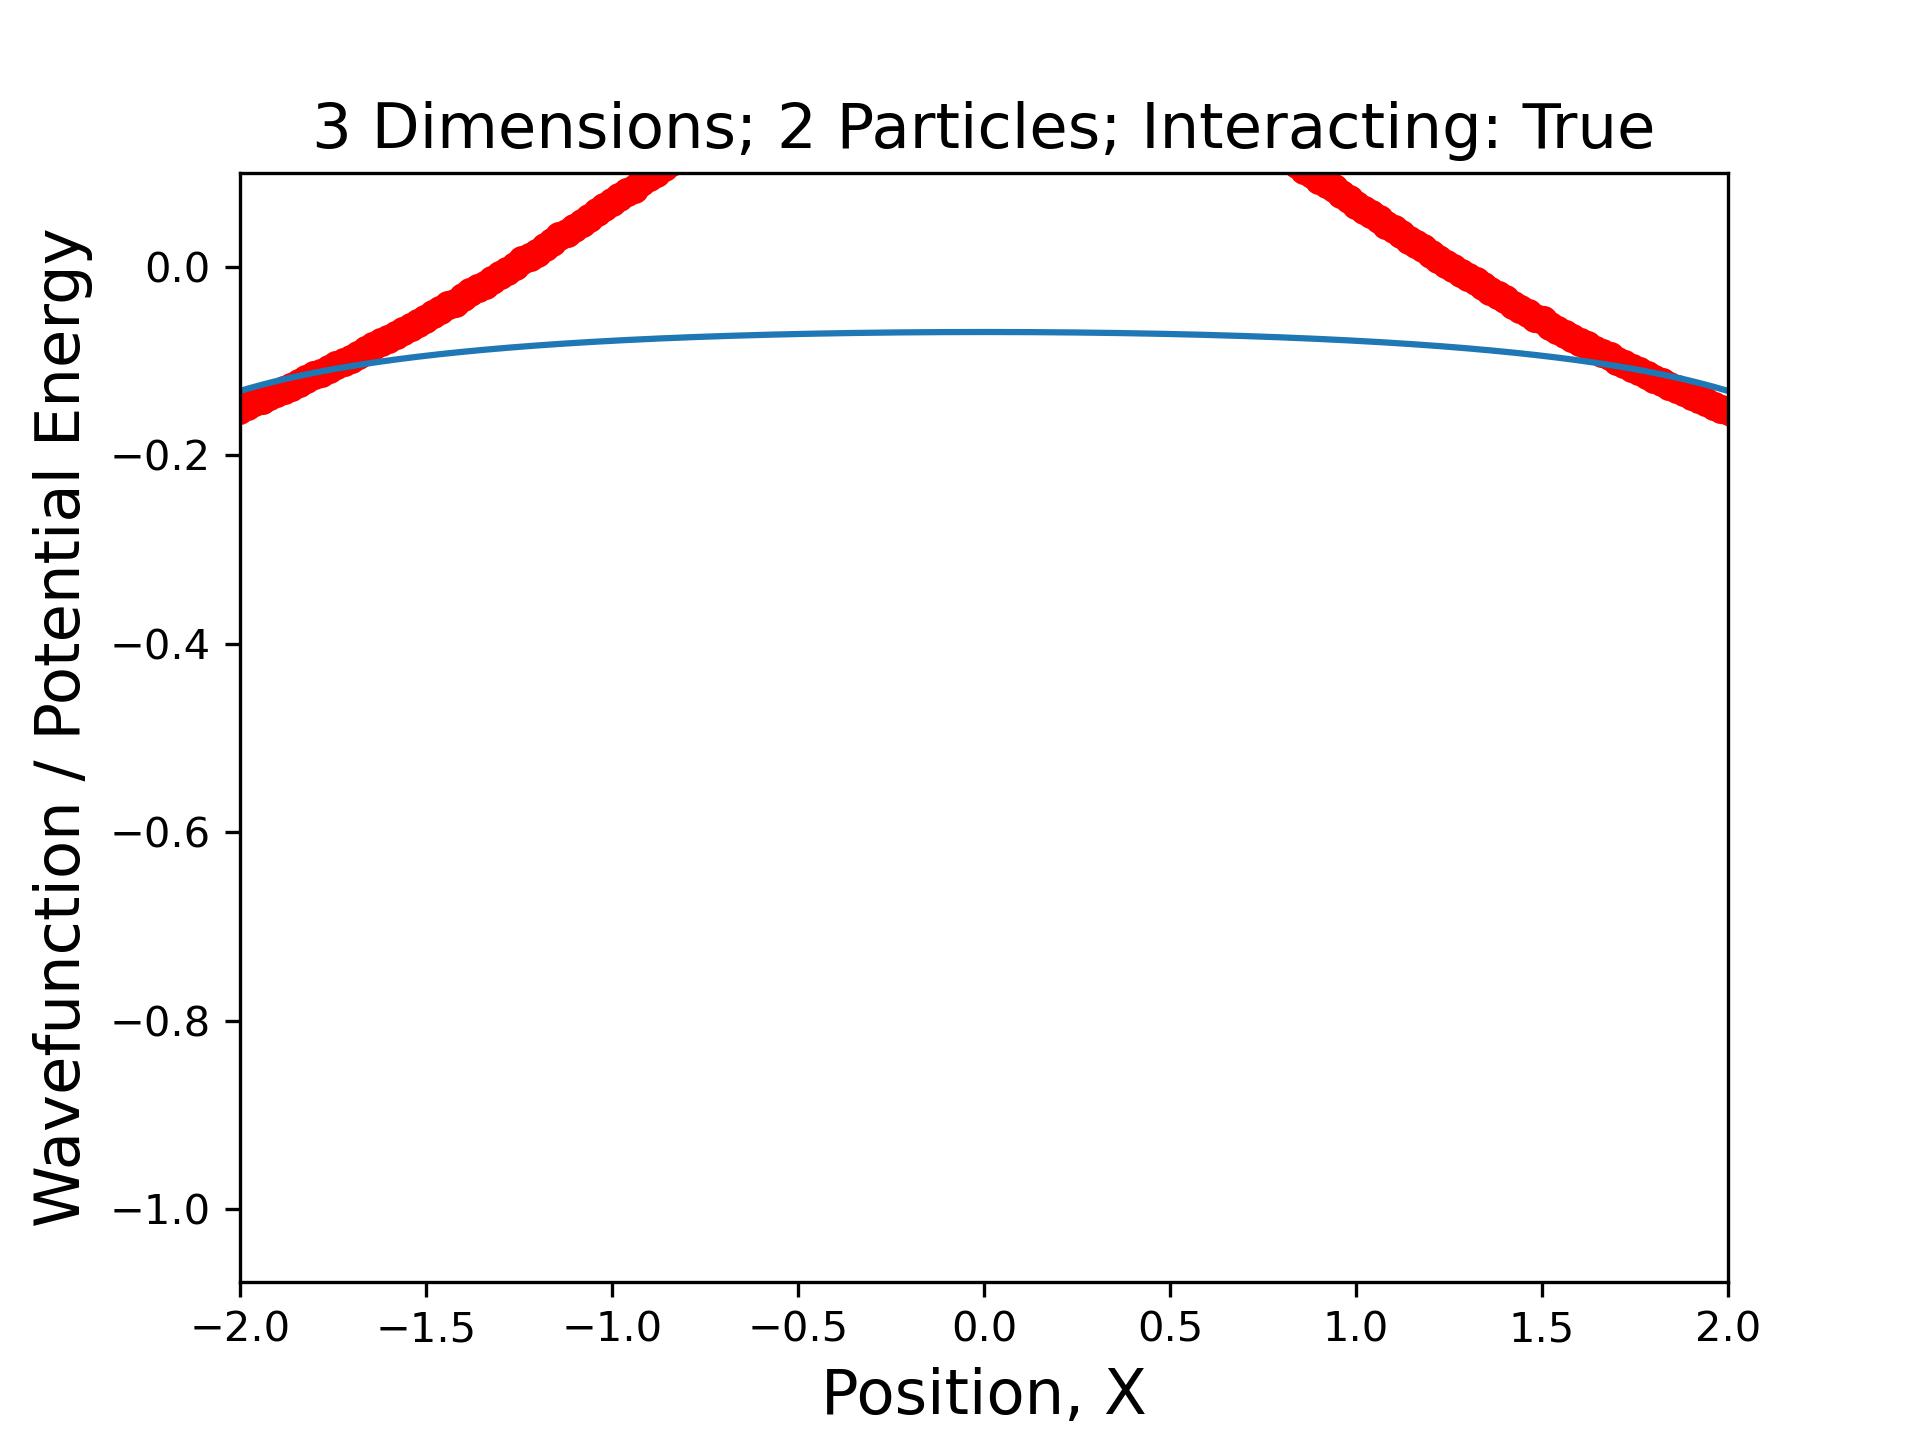 3 Dimensions; 2 Particles; Interacting: True
Wavefunction / Potential Energy
0.0
−0.2
−0.4
−0.6
−0.8
−1.0
−2.0 −1.5 −1.0 −0.5 0.0 0.5 1.0 1.5 2.0
Position, X